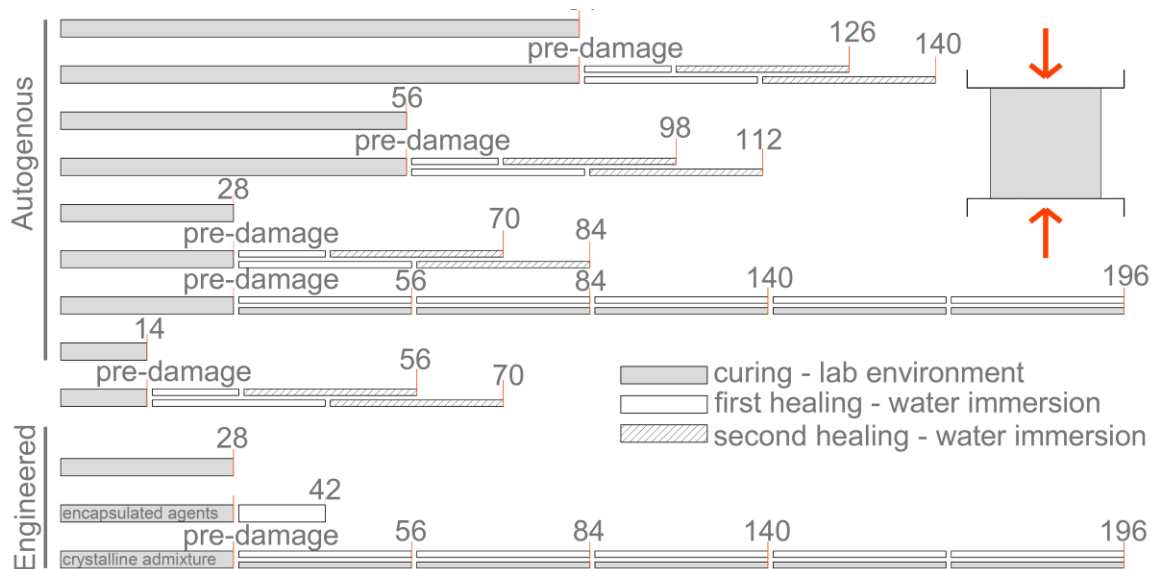 Autogenous
pre-damage
126
140
56
pre-damage
98
112
28
pre-damage
70
84
pre-damage
56
84
140
196
14
pre-damage
56
70
curing - lab environment
first healing - water immersion
second healing - water immersion
Engineered
28
encapsulated agents
42
pre-damage
56
84
140
196
crystalline admixture